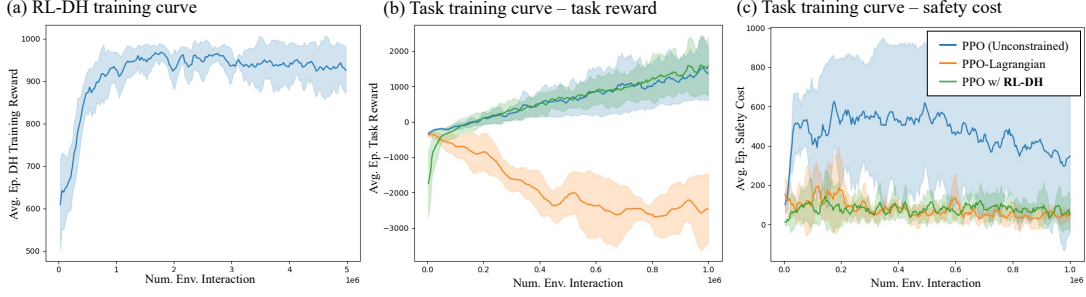 (a) RL-DH training curve
1000
900
800
700
600
500
0
1
2
3
4
5
1e6
Avg. Ep. DH Training Reward
Num. Env. Interaction
(b) Task training curve – task reward
2000
1000
0
−1000
−2000
−3000
0.0
0.2
0.4
0.6
0.8
1.0
1e6
Avg. Ep. Task Reward
Num. Env. Interaction
(c) Task training curve – safety cost
1000
800
600
400
200
0
0.0
0.2
0.4
0.6
0.8
1.0
1e6
Avg. Ep. Safety Cost
Num. Env. Interaction
PPO (Unconstrained)
PPO-Lagrangian
PPO w/ RL-DH